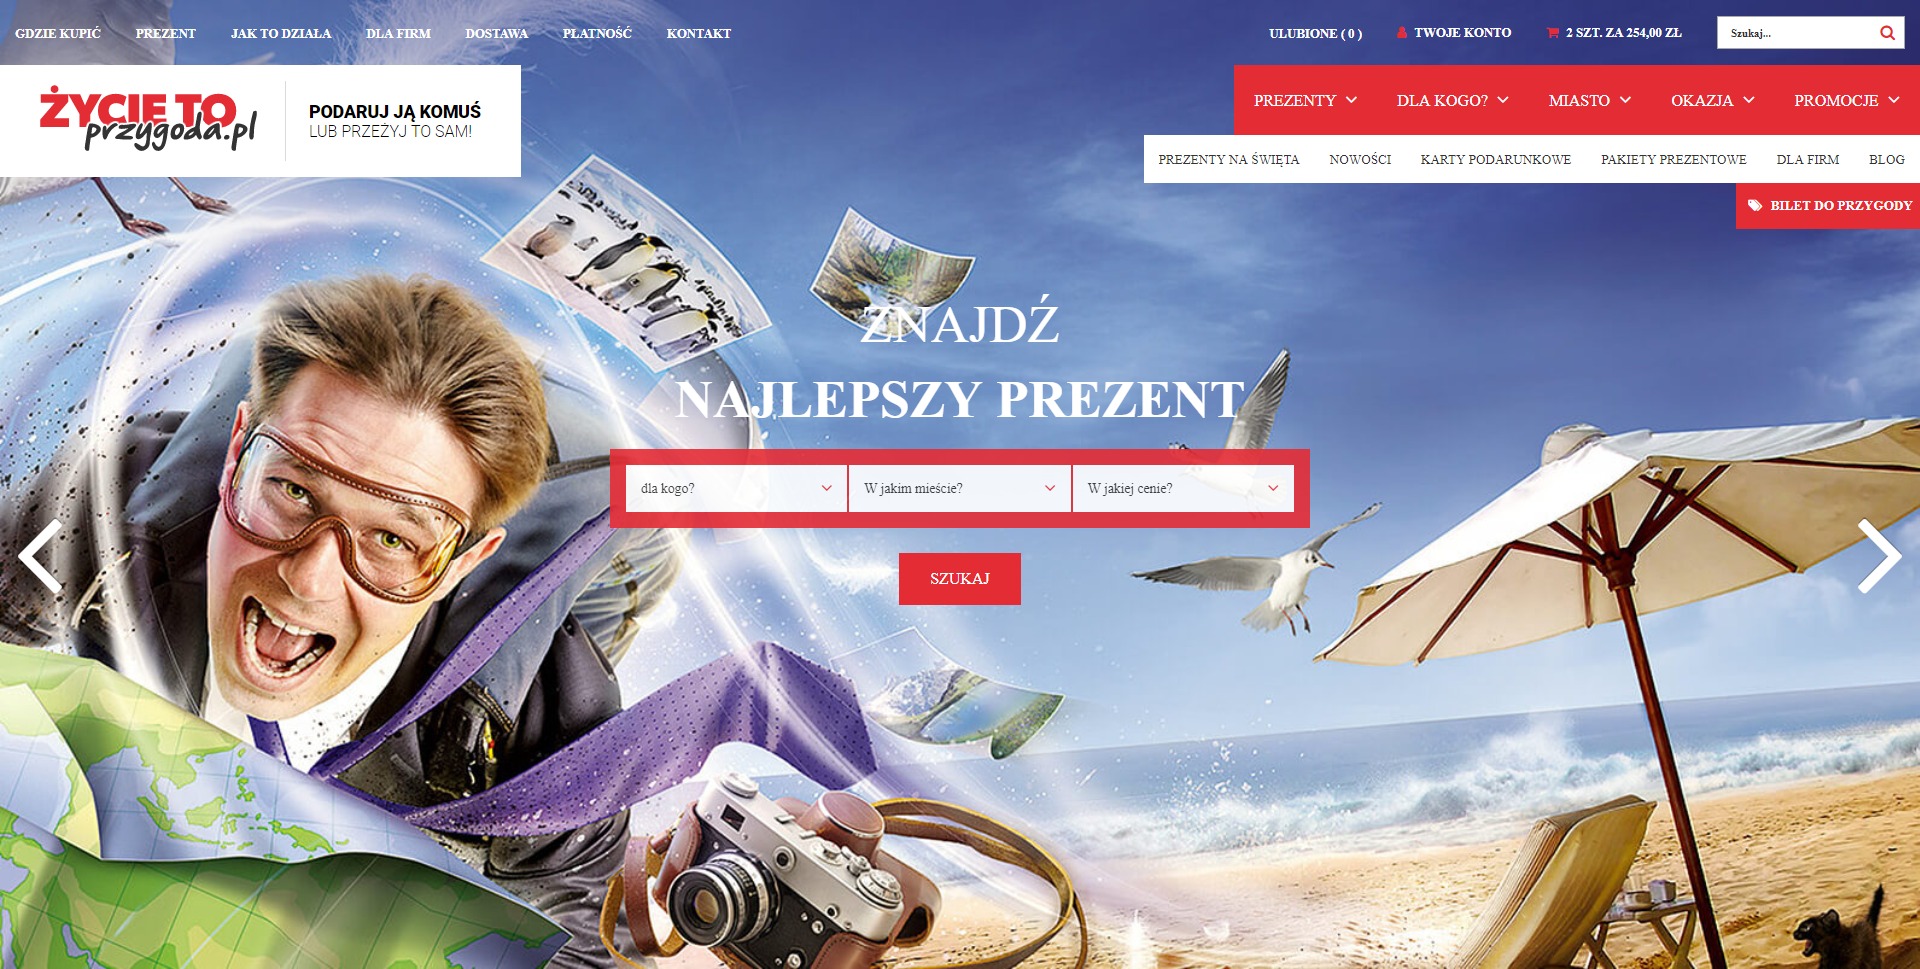 GDZIE KUPIĆ PREZENT JAK TO DZIAŁA DLA FIRM DOSTAWA PŁATNOŚĆ KONTAKT ULUBIONE ( 0 ) TWOJE KONTO 2 SZT. ZA 254,00 ZŁ Szukaj...
ŻYCIE TO
przygoda.pl
PODARUJ JĄ KOMUŚ
LUB PRZEŻYJ TO SAM!
PREZENTY DLA KOGO? MIASTO OKAZJA PROMOCJE
PREZENTY NA ŚWIĘTA NOWOŚCI KARTY PODARUNKOWE PAKIETY PREZENTOWE DLA FIRM BLOG
BILET DO PRZYGODY
ZNAJDŹ
NAJLEPSZY PREZENT
dla kogo? W jakim mieście? W jakiej cenie?
SZUKAJ